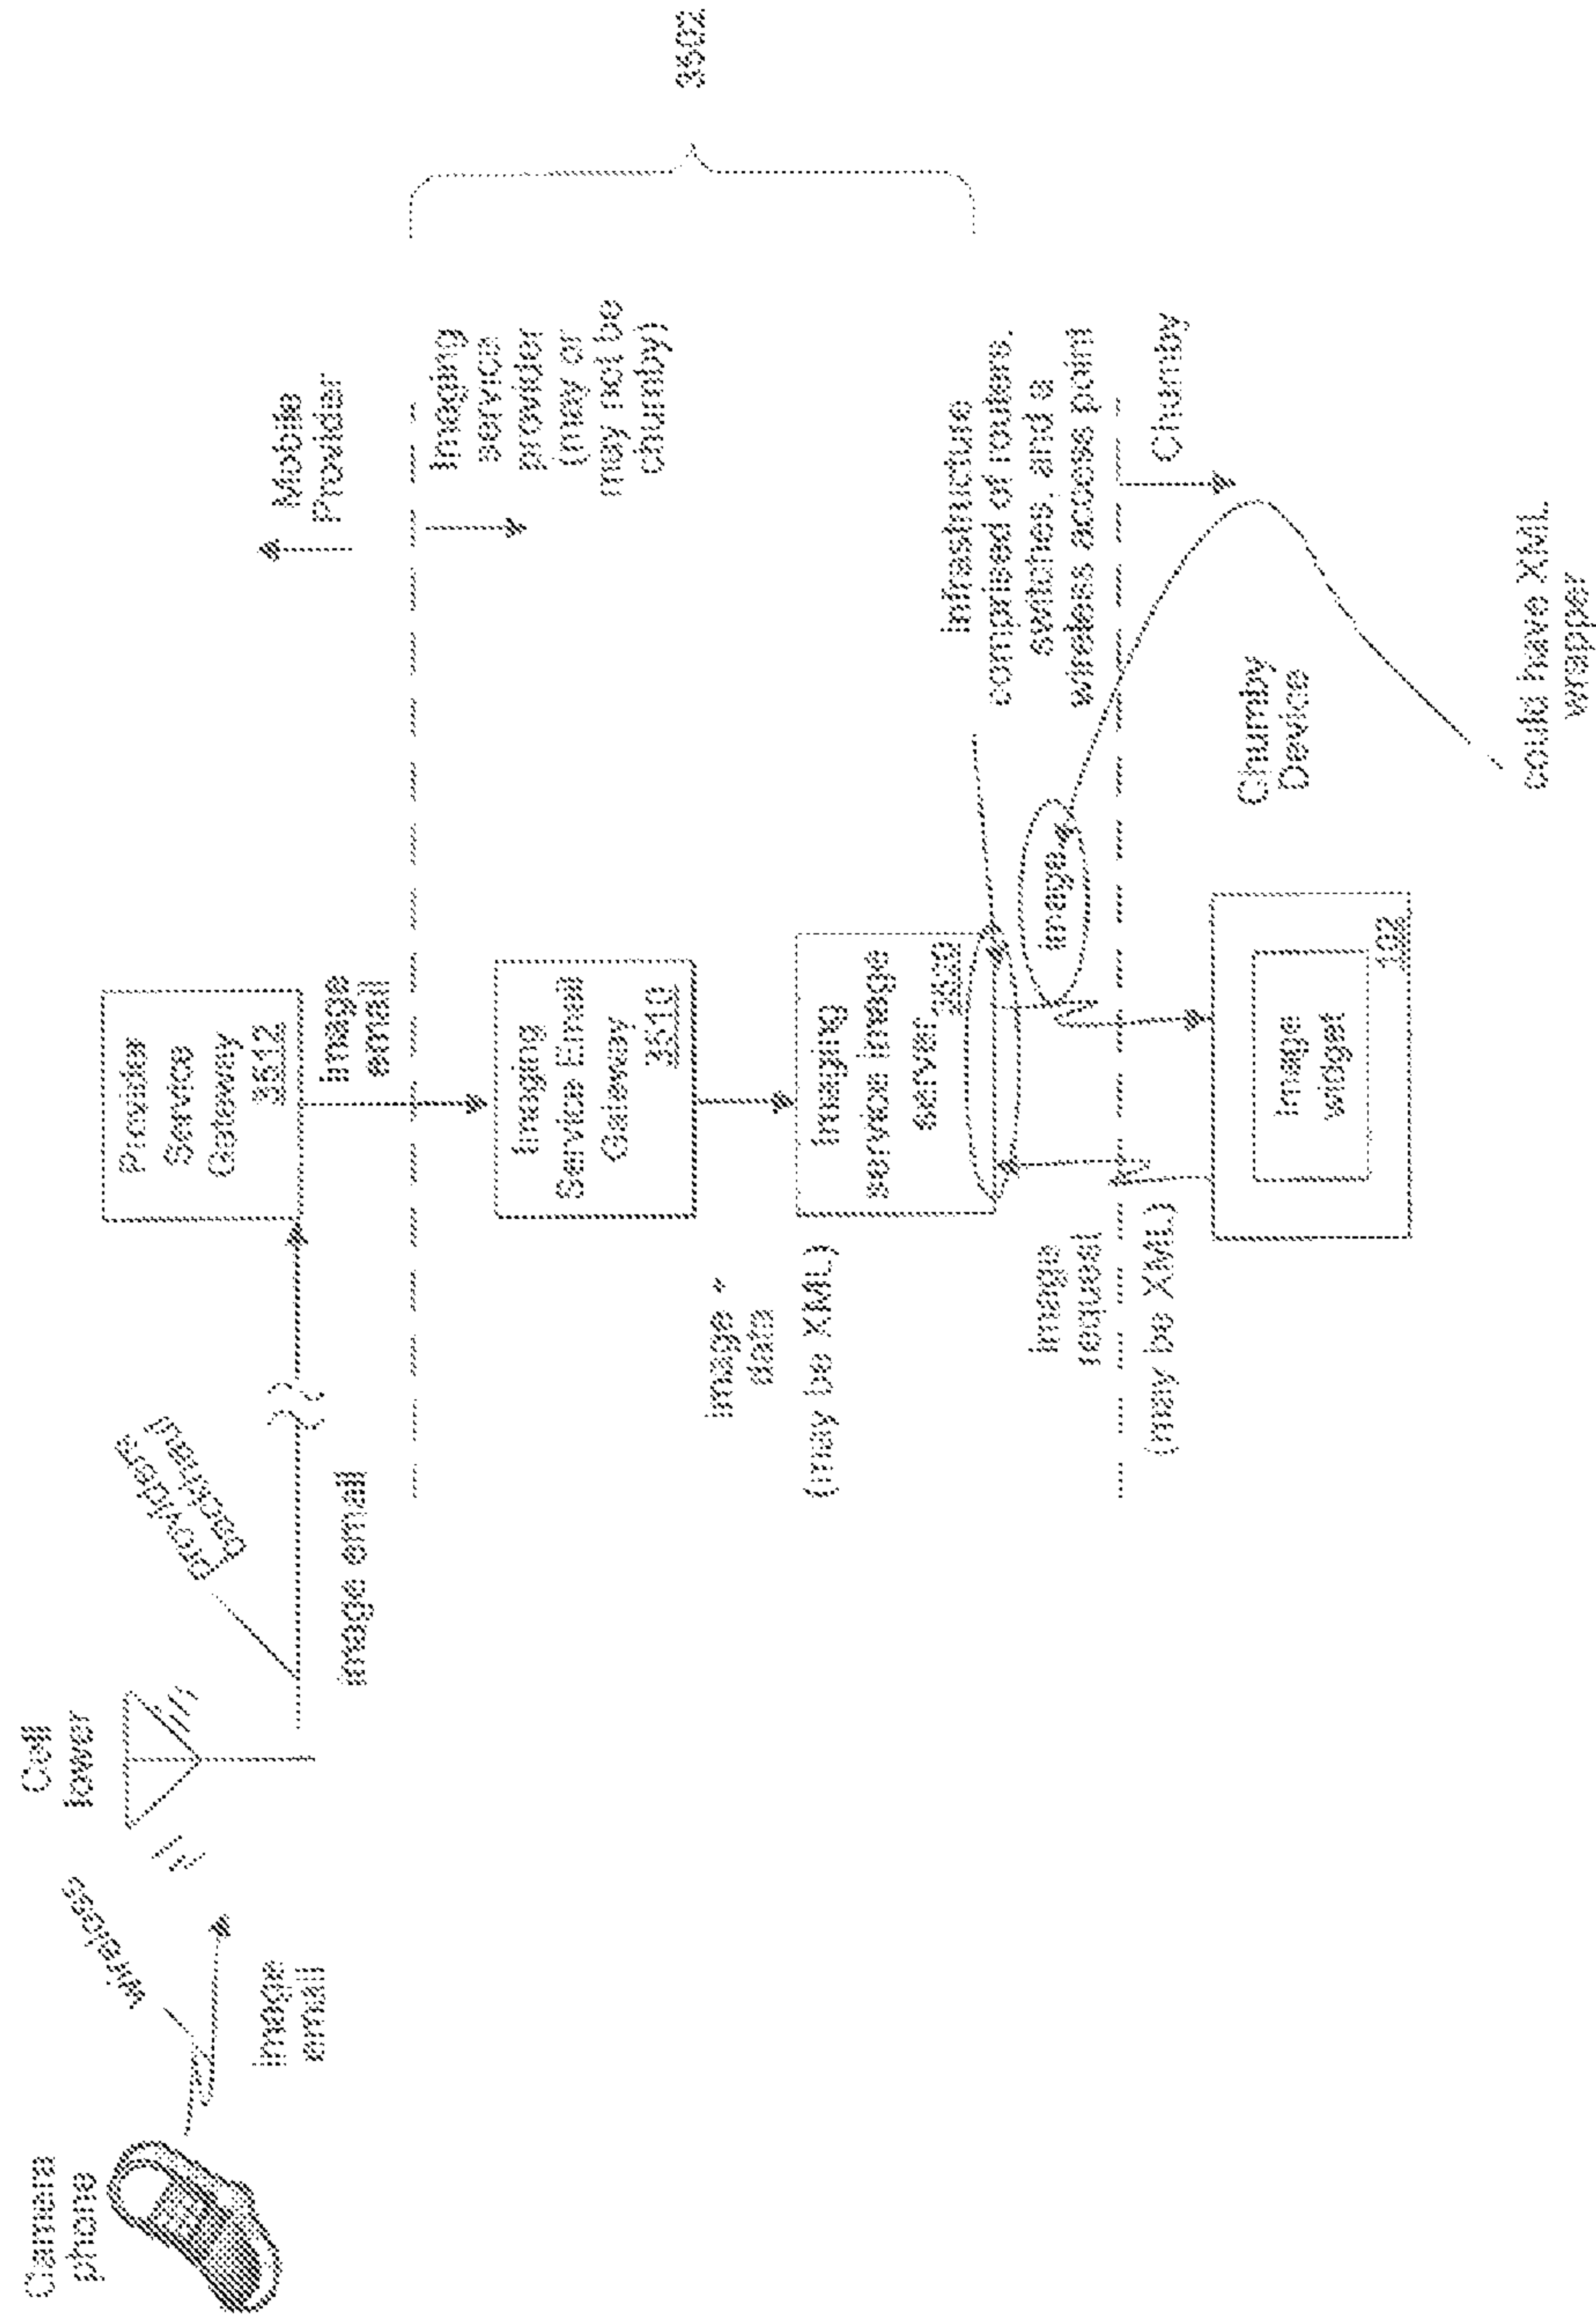 Camera
phone
wireless
Image
email
Cell
tower
Providers
backhaul
image email
Provider
Service
Gateway
3512
Image
email
Mobile
Provider
Imaging
service
provider
(may or
may not be
chumby)
3502
Imaging
Service Email
Gateway
3510
Image +
data
(may be XML)
Imaging
service image
server
3520
Infrastructure
comprised of routers,
switches, and a
wireless access point
image
Image
request
(may be XML)
Chumby
Image
widget
102
Chumby
Device
could have XML
wrapper